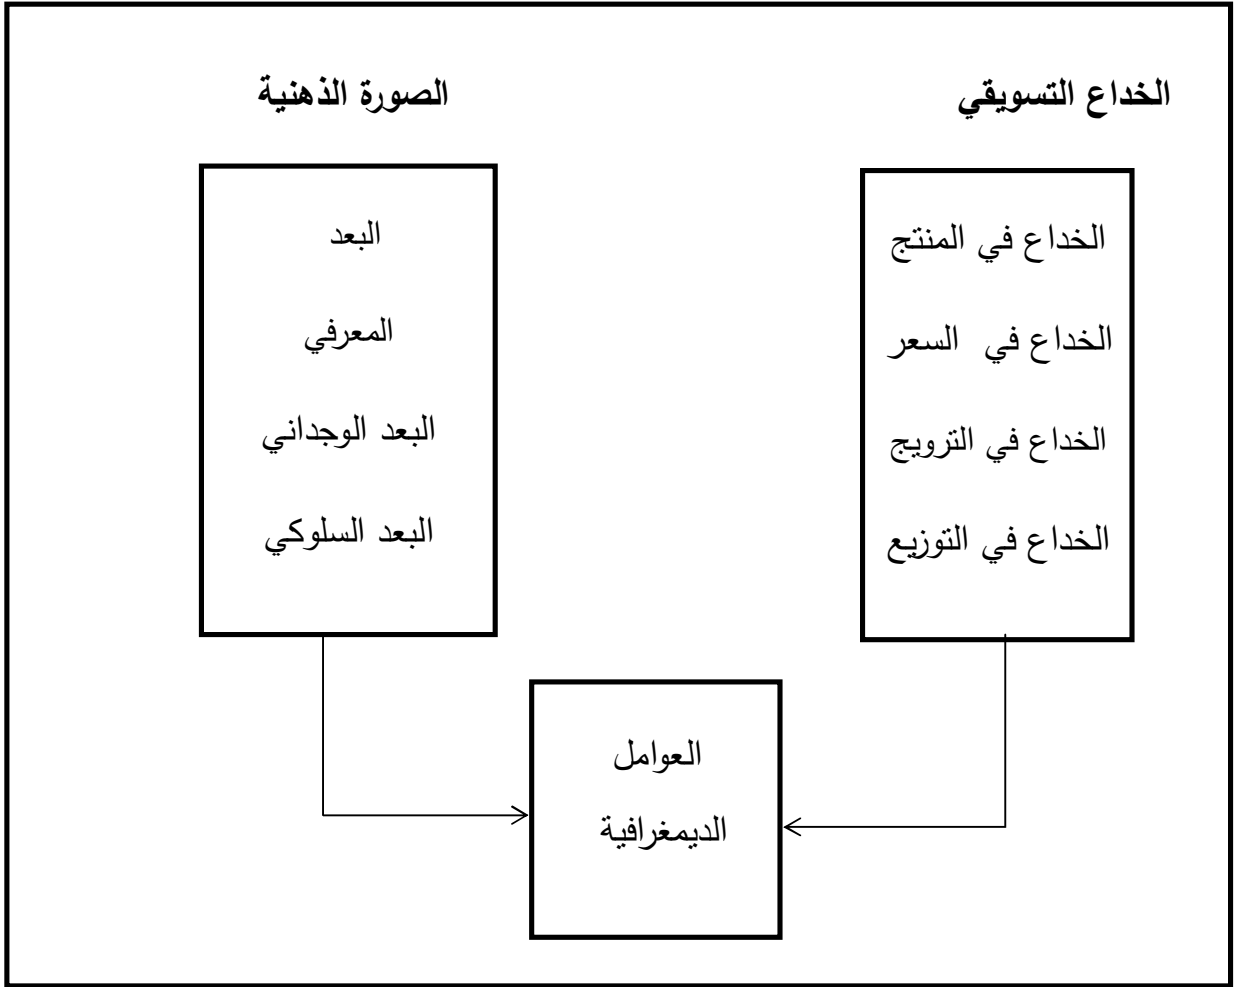 الخداع التسويقي
الخداع في المنتج
الخداع في السعر
الخداع في الترويج
الخداع في التوزيع
الصورة الذهنية
البعد
المعرفي
البعد الوجداني
البعد السلوكي
العوامل
الديمغرافية